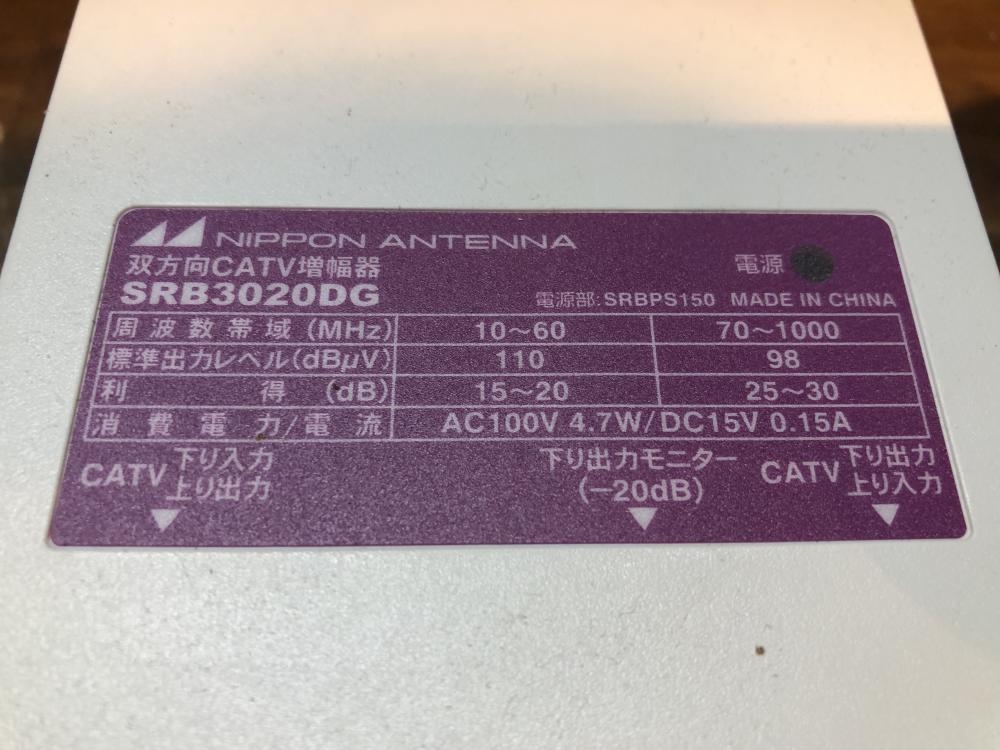 NIPPON ANTENNA
双方向CATV増幅器
電源
SRB3020DG
電源部:SRBPS150 MADE IN CHINA
周波数帯域(MHz) 10～60 70～1000
標準出力レベル(dBμV) 110 98
利得(dB) 15～20 25～30
消費電力/電流 AC100V 4.7W/DC15V 0.15A
CATV 下り入力
上り出力
下り出力モニター
(−20dB)
CATV 下り出力
上り入力